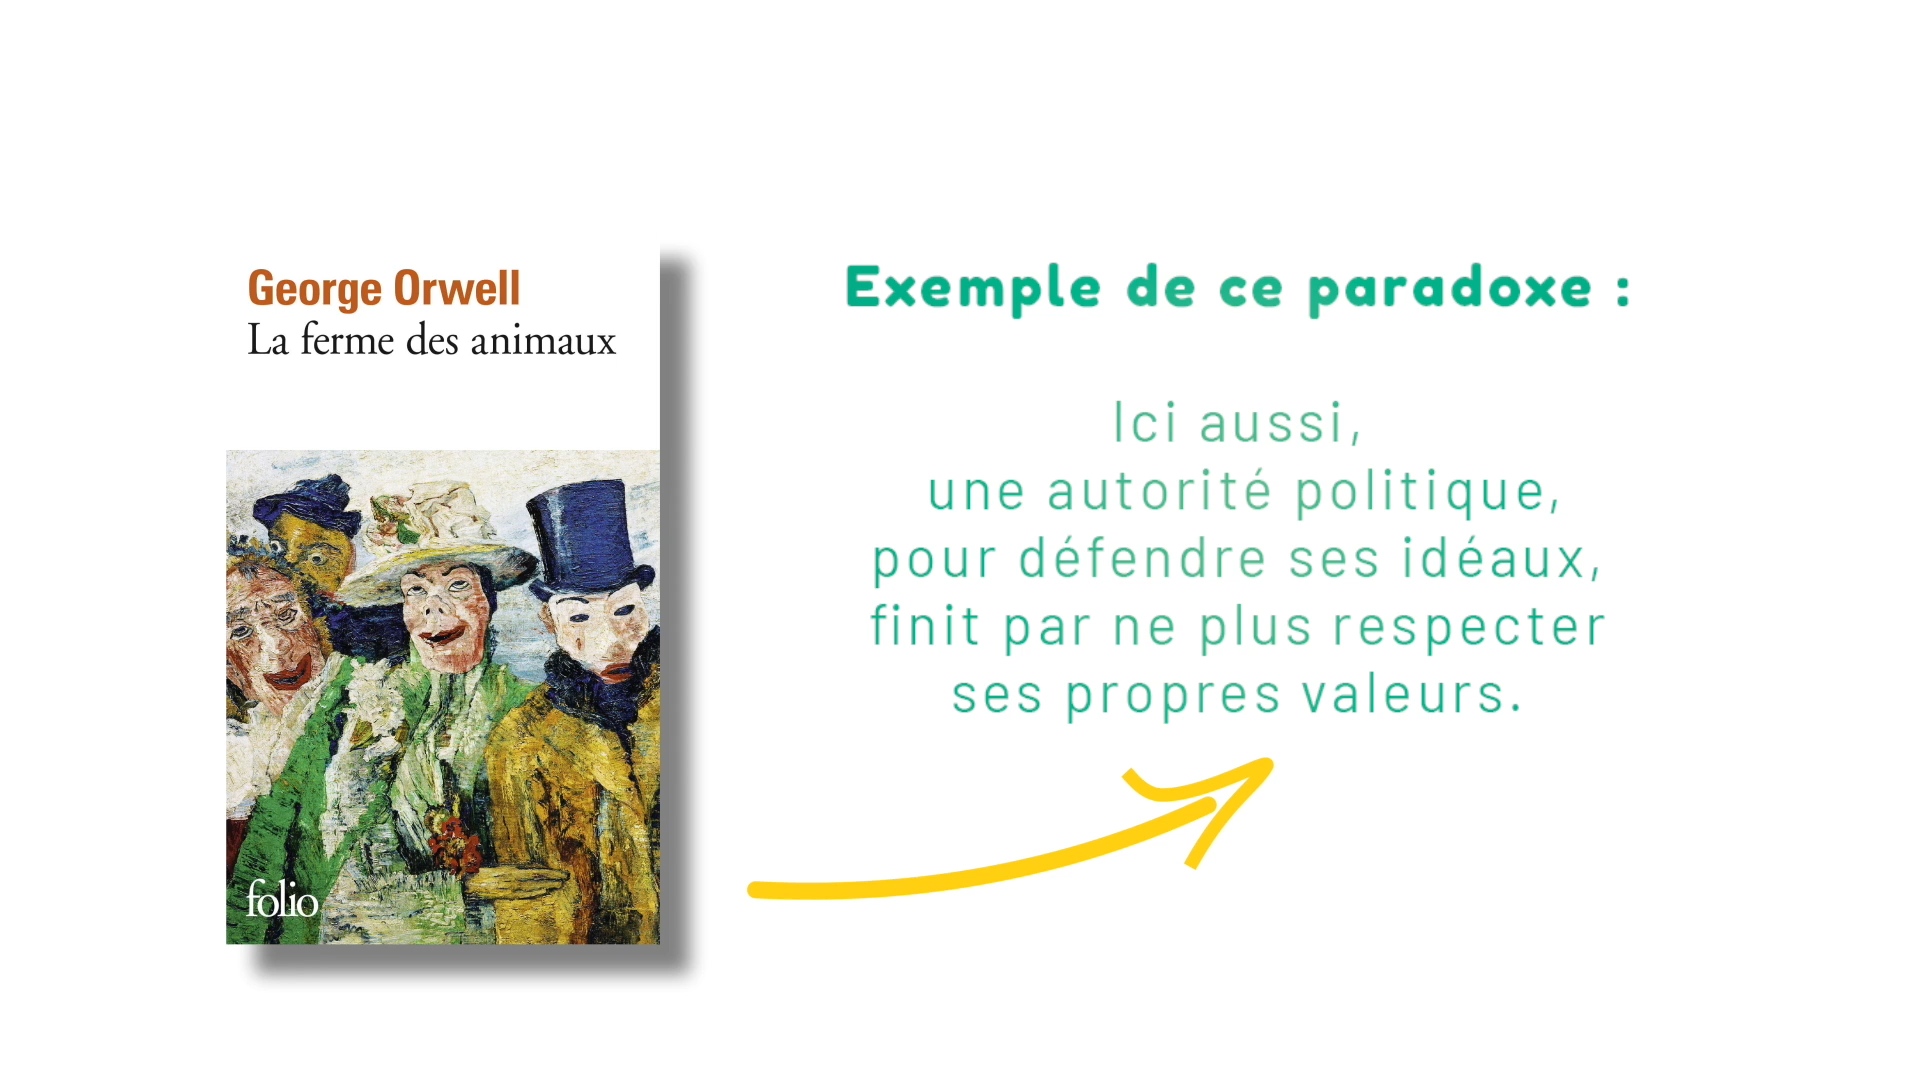 George Orwell
La ferme des animaux
folio
Exemple de ce paradoxe :
Ici aussi,
une autorité politique,
pour défendre ses idéaux,
finit par ne plus respecter
ses propres valeurs.